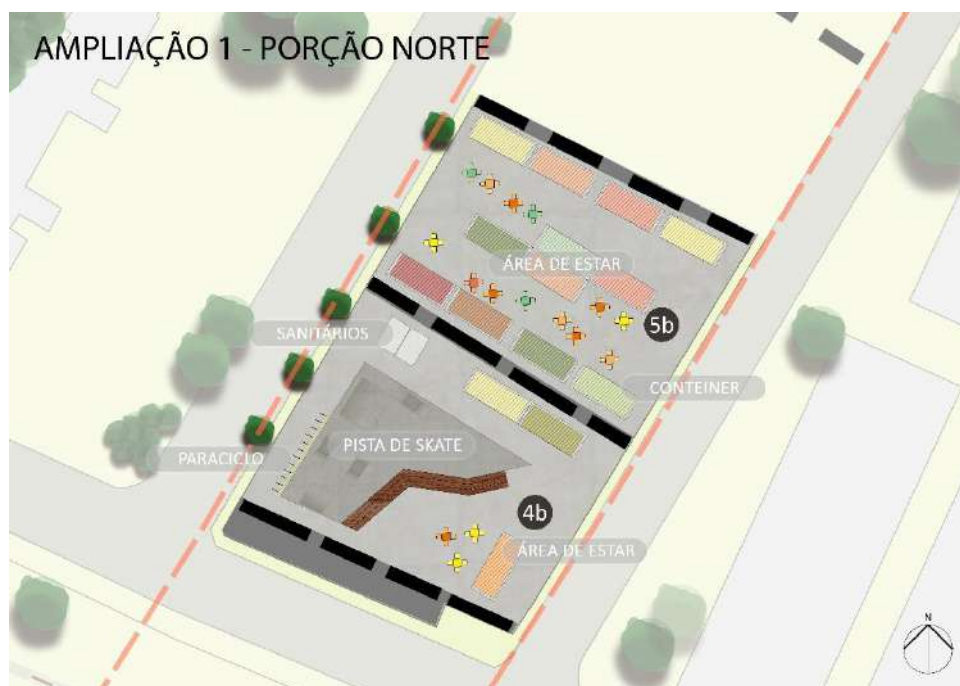 AMPLIAÇÃO 1 - PORÇÃO NORTE
ÁREA DE ESTAR
5b
SANITÁRIOS
CONTEINER
PISTA DE SKATE
PARACICLO
4b
ÁREA DE ESTAR
N